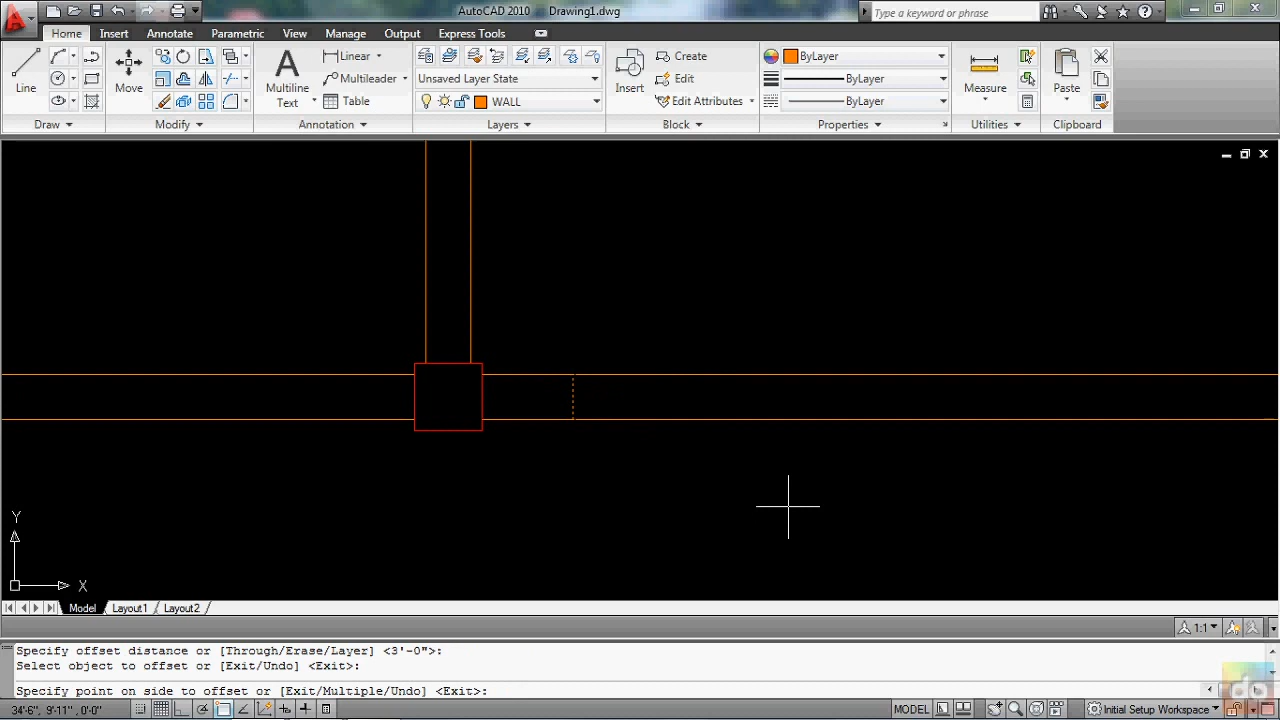 AutoCAD 2010 Drawing1.dwg
Type a keyword or phrase
Home Insert Annotate Parametric View Manage Output Express Tools
Line
Move
Multiline
Text
Linear
Multileader
Table
Unsaved Layer State
WALL
Insert
Create
Edit
Edit Attributes
ByLayer
ByLayer
ByLayer
Measure
Paste
Draw Modify Annotation Layers Block Properties Utilities Clipboard
Y
X
Model Layout1 Layout2
1:1
Specify offset distance or [Through/Erase/Layer] <3'-0">:
Select object to offset or [Exit/Undo] <Exit>:
Specify point on side to offset or [Exit/Multiple/Undo] <Exit>:
34'-6", 9'-11", 0'-0" MODEL Initial Setup Workspace